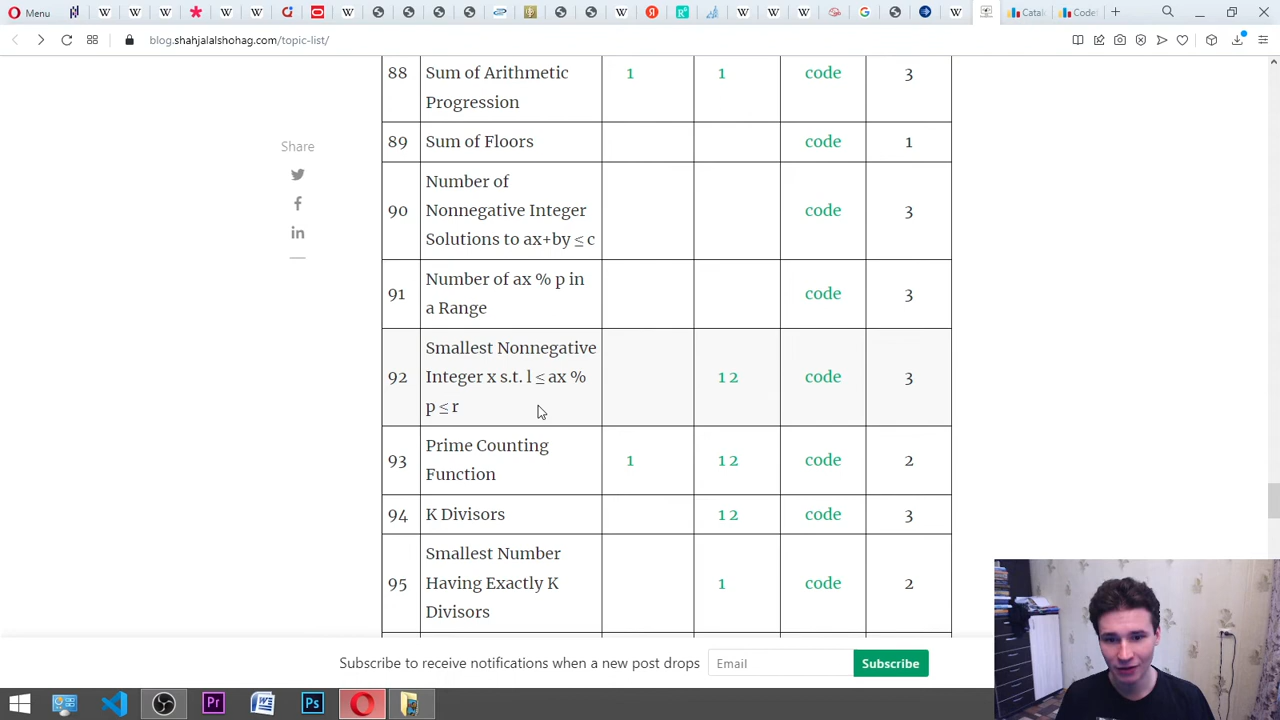 Menu
Catalo
Codel
blog.shahjalalshohag.com/topic-list/
Share
88 Sum of Arithmetic Progression 1 1 code 3
89 Sum of Floors code 1
90 Number of Nonnegative Integer Solutions to ax+by ≤ c code 3
91 Number of ax % p in a Range code 3
92 Smallest Nonnegative Integer x s.t. l ≤ ax % p ≤ r 1 2 code 3
93 Prime Counting Function 1 1 2 code 2
94 K Divisors 1 2 code 3
95 Smallest Number Having Exactly K Divisors 1 code 2
Subscribe to receive notifications when a new post drops
Email
Subscribe